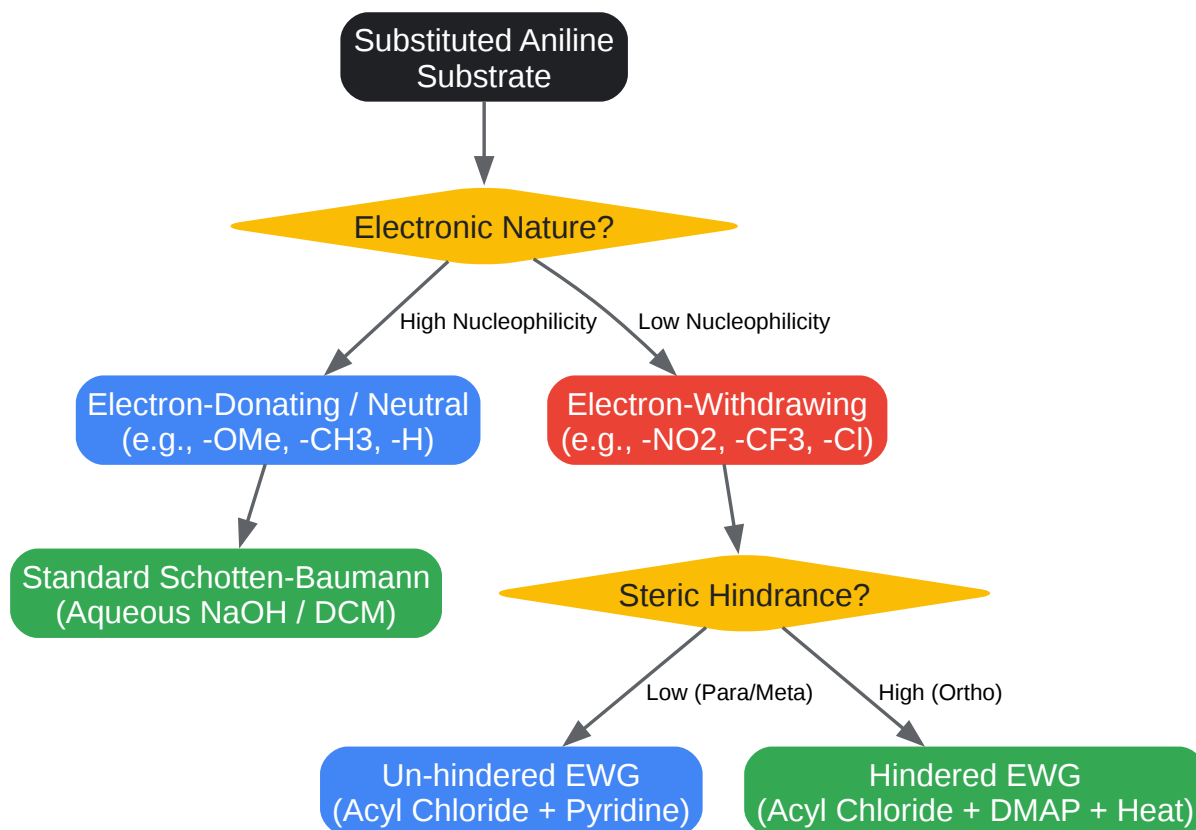 Substituted Aniline
Substrate
Electronic Nature?
High Nucleophilicity
Low Nucleophilicity
Electron-Donating / Neutral
(e.g., -OMe, -CH3, -H)
Electron-Withdrawing
(e.g., -NO2, -CF3, -Cl)
Standard Schotten-Baumann
(Aqueous NaOH / DCM)
Steric Hindrance?
Low (Para/Meta)
High (Ortho)
Un-hindered EWG
(Acyl Chloride + Pyridine)
Hindered EWG
(Acyl Chloride + DMAP + Heat)